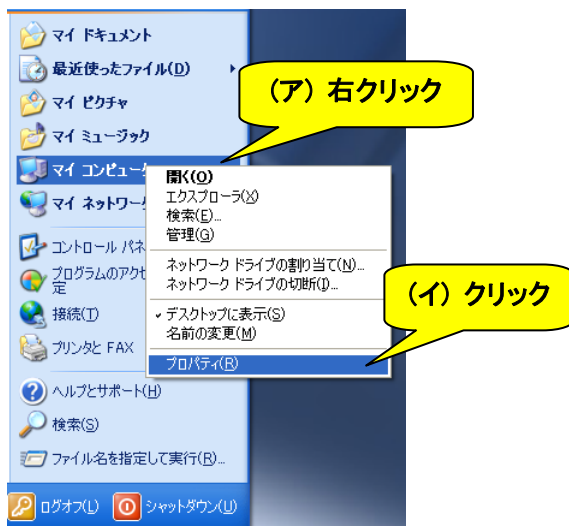 マイ ドキュメント
最近使ったファイル(D)
マイ ピクチャ
マイ ミュージック
マイ コンピュータ
マイ ネットワー
コントロール パネ
プログラムのアクセ
定
接続(T)
プリンタと FAX
ヘルプとサポート(H)
検索(S)
ファイル名を指定して実行(R)...
ログオフ(L)
シャットダウン(U)
(ア) 右クリック
開く(O)
エクスプローラ(X)
検索(E)...
管理(G)
ネットワーク ドライブの割り当て(N)...
ネットワーク ドライブの切断(I)...
デスクトップに表示(S)
名前の変更(M)
プロパティ(R)
(イ) クリック